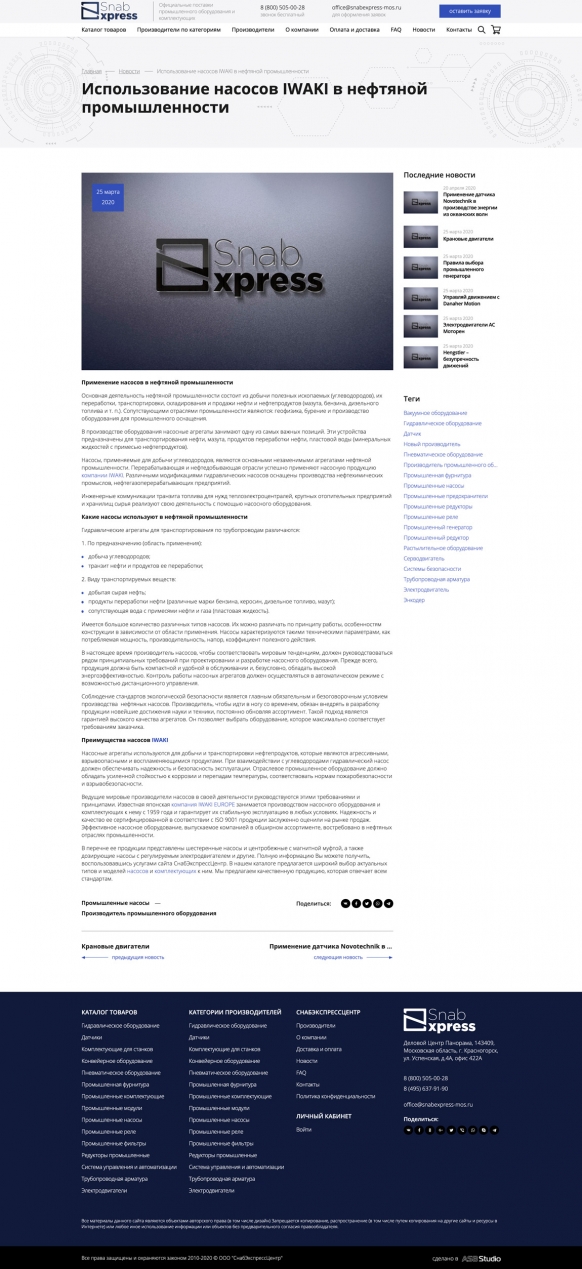 Snab
Xpress
Официальные поставки
промышленного оборудования и
комплектующих
8 (800) 505-00-28
звонок бесплатный
office@snabexpress-mos.ru
для оформления заявок
оставить заявку
Каталог товаров Производители по категориям Производители О компании Оплата и доставка FAQ Новости Контакты
Главная — Новости — Использование насосов IWAKI в нефтяной промышленности
Использование насосов IWAKI в нефтяной
промышленности
25 марта
2020
Snab
Xpress
Применение насосов в нефтяной промышленности
Основная деятельность нефтяной промышленности состоит из добычи полезных ископаемых (углеводородов), их
переработки, транспортировки, складирования и продажи нефти и нефтепродуктов (мазута, бензина, дизельного
топлива и т. п.). Сопутствующими отраслями промышленности являются: геофизика, бурение и производство
оборудования для промышленного оснащения.
В производстве оборудования насосные агрегаты занимают одну из самых важных позиций. Эти устройства
предназначены для транспортирования нефти, мазута, продуктов переработки нефти, пластовой воды (минеральных
жидкостей с примесью нефтепродуктов).
Насосы, применяемые для добычи углеводородов, являются основными незаменимыми агрегатами нефтяной
промышленности. Перерабатывающая и нефтедобывающая отрасли успешно применяют насосную продукцию
компании IWAKI. Различными модификациями гидравлических насосов оснащены производства нефтехимических
промыслов, нефтегазоперерабатывающих предприятий.
Инженерные коммуникации транзита топлива для нужд теплоэлектроцентралей, крупных отопительных предприятий
и хранилищ сырья реализуют свою деятельность с помощью насосного оборудования.
Какие насосы используют в нефтяной промышленности
Гидравлические агрегаты для транспортирования по трубопроводам различаются:
1. По предназначению (область применения):
добыча углеводородов;
транзит нефти и продуктов ее переработки;
2. Виду транспортируемых веществ:
добытая сырая нефть;
продукты переработки нефти (различные марки бензина, керосин, дизельное топливо, мазут);
сопутствующая вода с примесями нефти и газа (пластовая жидкость).
Имеется большое количество различных типов насосов. Их можно различать по принципу работы, особенностям
конструкции в зависимости от области применения. Насосы характеризуются такими техническими параметрами, как
потребляемая мощность, производительность, напор, коэффициент полезного действия.
В настоящее время производитель насосов, чтобы соответствовать мировым тенденциям, должен руководствоваться
рядом принципиальных требований при проектировании и разработке насосного оборудования. Прежде всего,
продукция должна быть компактной и удобной в обслуживании и, безусловно, обладать высокой
энергоэффективностью. Контроль работы насосных агрегатов должен осуществляться в автоматическом режиме с
возможностью дистанционного управления.
Соблюдение стандартов экологической безопасности является главным обязательным и безоговорочным условием
производства нефтяных насосов. Производитель, чтобы идти в ногу со временем, обязан внедрять в разработку
продукции новейшие достижения науки и техники, постоянно обновляя ассортимент. Такой подход является
гарантией высокого качества агрегатов. Он позволяет выбрать оборудование, которое максимально соответствует
требованиям заказчика.
Преимущества насосов IWAKI
Насосные агрегаты используются для добычи и транспортировки нефтепродуктов, которые являются агрессивными,
взрывоопасными и воспламеняющимися продуктами. При взаимодействии с углеводородами гидравлический насос
должен обеспечивать надежность и безопасность эксплуатации. Отраслевое промышленное оборудование должно
обладать усиленной стойкостью к коррозии и перепадам температуры, соответствовать нормам пожаробезопасности
и взрывобезопасности.
Ведущие мировые производители насосов в своей деятельности руководствуются этими требованиями и
принципами. Известная японская компания IWAKI EUROPE занимается производством насосного оборудования и
комплектующих к нему с 1959 года и гарантирует их стабильную эксплуатацию в любых условиях. Надежность и
качество ее сертифицированной в соответствии с ISO 9001 продукции заслуженно оценили на рынке продаж.
Эффективное насосное оборудование, выпускаемое компанией в обширном ассортименте, востребовано в нефтяных
отраслях промышленности.
В перечне ее продукции представлены шестеренные насосы и центробежные с магнитной муфтой, а также
дозирующие насосы с регулируемым электродвигателем и другие. Полную информацию Вы можете получить,
воспользовавшись услугами сайта СнабЭкспрессЦентр. В нашем каталоге предлагается широкий выбор актуальных
типов и моделей насосов и комплектующих к ним. Мы предлагаем качественную продукцию, которая отвечает всем
стандартам.
Промышленные насосы —
Производитель промышленного оборудования
Поделиться:
Крановые двигатели
предыдущая новость
Применение датчика Novotechnik в ...
следующая новость
Последние новости
Применение датчика
Novotechnik в
производстве энергии
из океанских волн
25 марта 2020
Крановые двигатели
25 марта 2020
Правила выбора
промышленного
генератора
25 марта 2020
Управляй движением с
Danaher Motion
25 марта 2020
Электродвигатели AC
Моторен
25 марта 2020
Hengstler –
безупречность
движений
Теги
Вакуумное оборудование
Гидравлическое оборудование
Датчик
Новый производитель
Пневматическое оборудование
Производитель промышленного об...
Промышленная фурнитура
Промышленные насосы
Промышленные предохранители
Промышленные редукторы
Промышленные реле
Промышленный генератор
Промышленный редуктор
Распылительное оборудование
Серводвигатель
Системы безопасности
Трубопроводная арматура
Электродвигатель
Энкодер
КАТАЛОГ ТОВАРОВ
Гидравлическое оборудование
Датчики
Комплектующие для станков
Конвейерное оборудование
Пневматическое оборудование
Промышленная фурнитура
Промышленные комплектующие
Промышленные модули
Промышленные насосы
Промышленные реле
Промышленные фильтры
Редукторы промышленные
Система управления и автоматизации
Трубопроводная арматура
Электродвигатели
КАТЕГОРИИ ПРОИЗВОДИТЕЛЕЙ
Гидравлическое оборудование
Датчики
Комплектующие для станков
Конвейерное оборудование
Пневматическое оборудование
Промышленная фурнитура
Промышленные комплектующие
Промышленные модули
Промышленные насосы
Промышленные реле
Промышленные фильтры
Редукторы промышленные
Система управления и автоматизации
Трубопроводная арматура
Электродвигатели
СНАБЭКСПРЕССЦЕНТР
Производители
О компании
Доставка и оплата
Новости
FAQ
Контакты
Политика конфиденциальности
ЛИЧНЫЙ КАБИНЕТ
Войти
Snab
Xpress
Деловой Центр Панорама, 143409,
Московская область, г. Красногорск,
ул. Успенская, д.4А, офис 422А
8 (800) 505-00-28
8 (495) 637-91-90
office@snabexpress-mos.ru
Поделиться:
Все материалы данного сайта являются объектами авторского права (в том числе дизайн).Запрещается копирование, распространение (в том числе путем копирования на другие сайты и ресурсы в
Интернете) или любое иное использование информации или объектов без предварительного согласия правообладателя.
Все права защищены и охраняются законом 2010-2020 © ООО "СнабЭкспрессЦентр"
сделано в ASB Studio